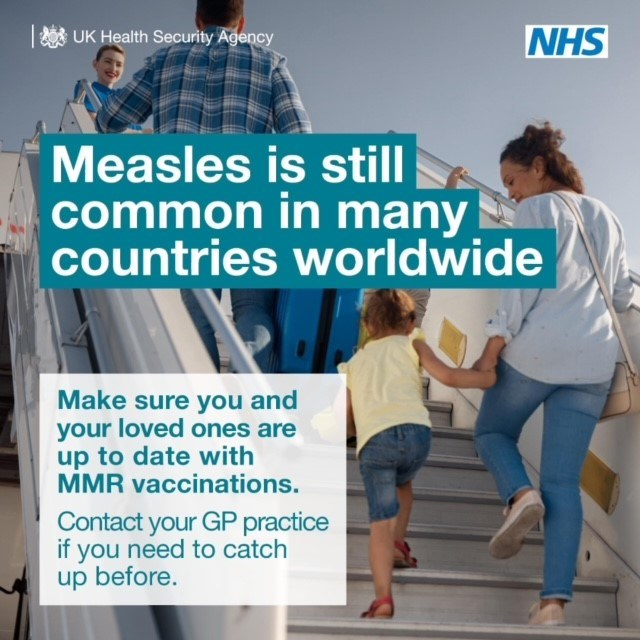 UK Health Security Agency
NHS
Measles is still
common in many
countries worldwide
Make sure you and
your loved ones are
up to date with
MMR vaccinations.
Contact your GP practice
if you need to catch
up before.